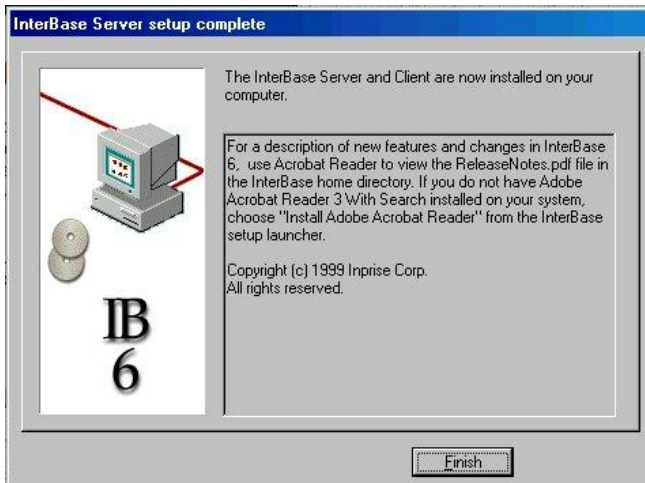 InterBase Server setup complete
The InterBase Server and Client are now installed on your
computer.
For a description of new features and changes in InterBase
6, use Acrobat Reader to view the ReleaseNotes.pdf file in
the InterBase home directory. If you do not have Adobe
Acrobat Reader 3 With Search installed on your system,
choose "Install Adobe Acrobat Reader" from the InterBase
setup launcher.
Copyright (c) 1999 Inprise Corp.
All rights reserved.
IB
6
Finish